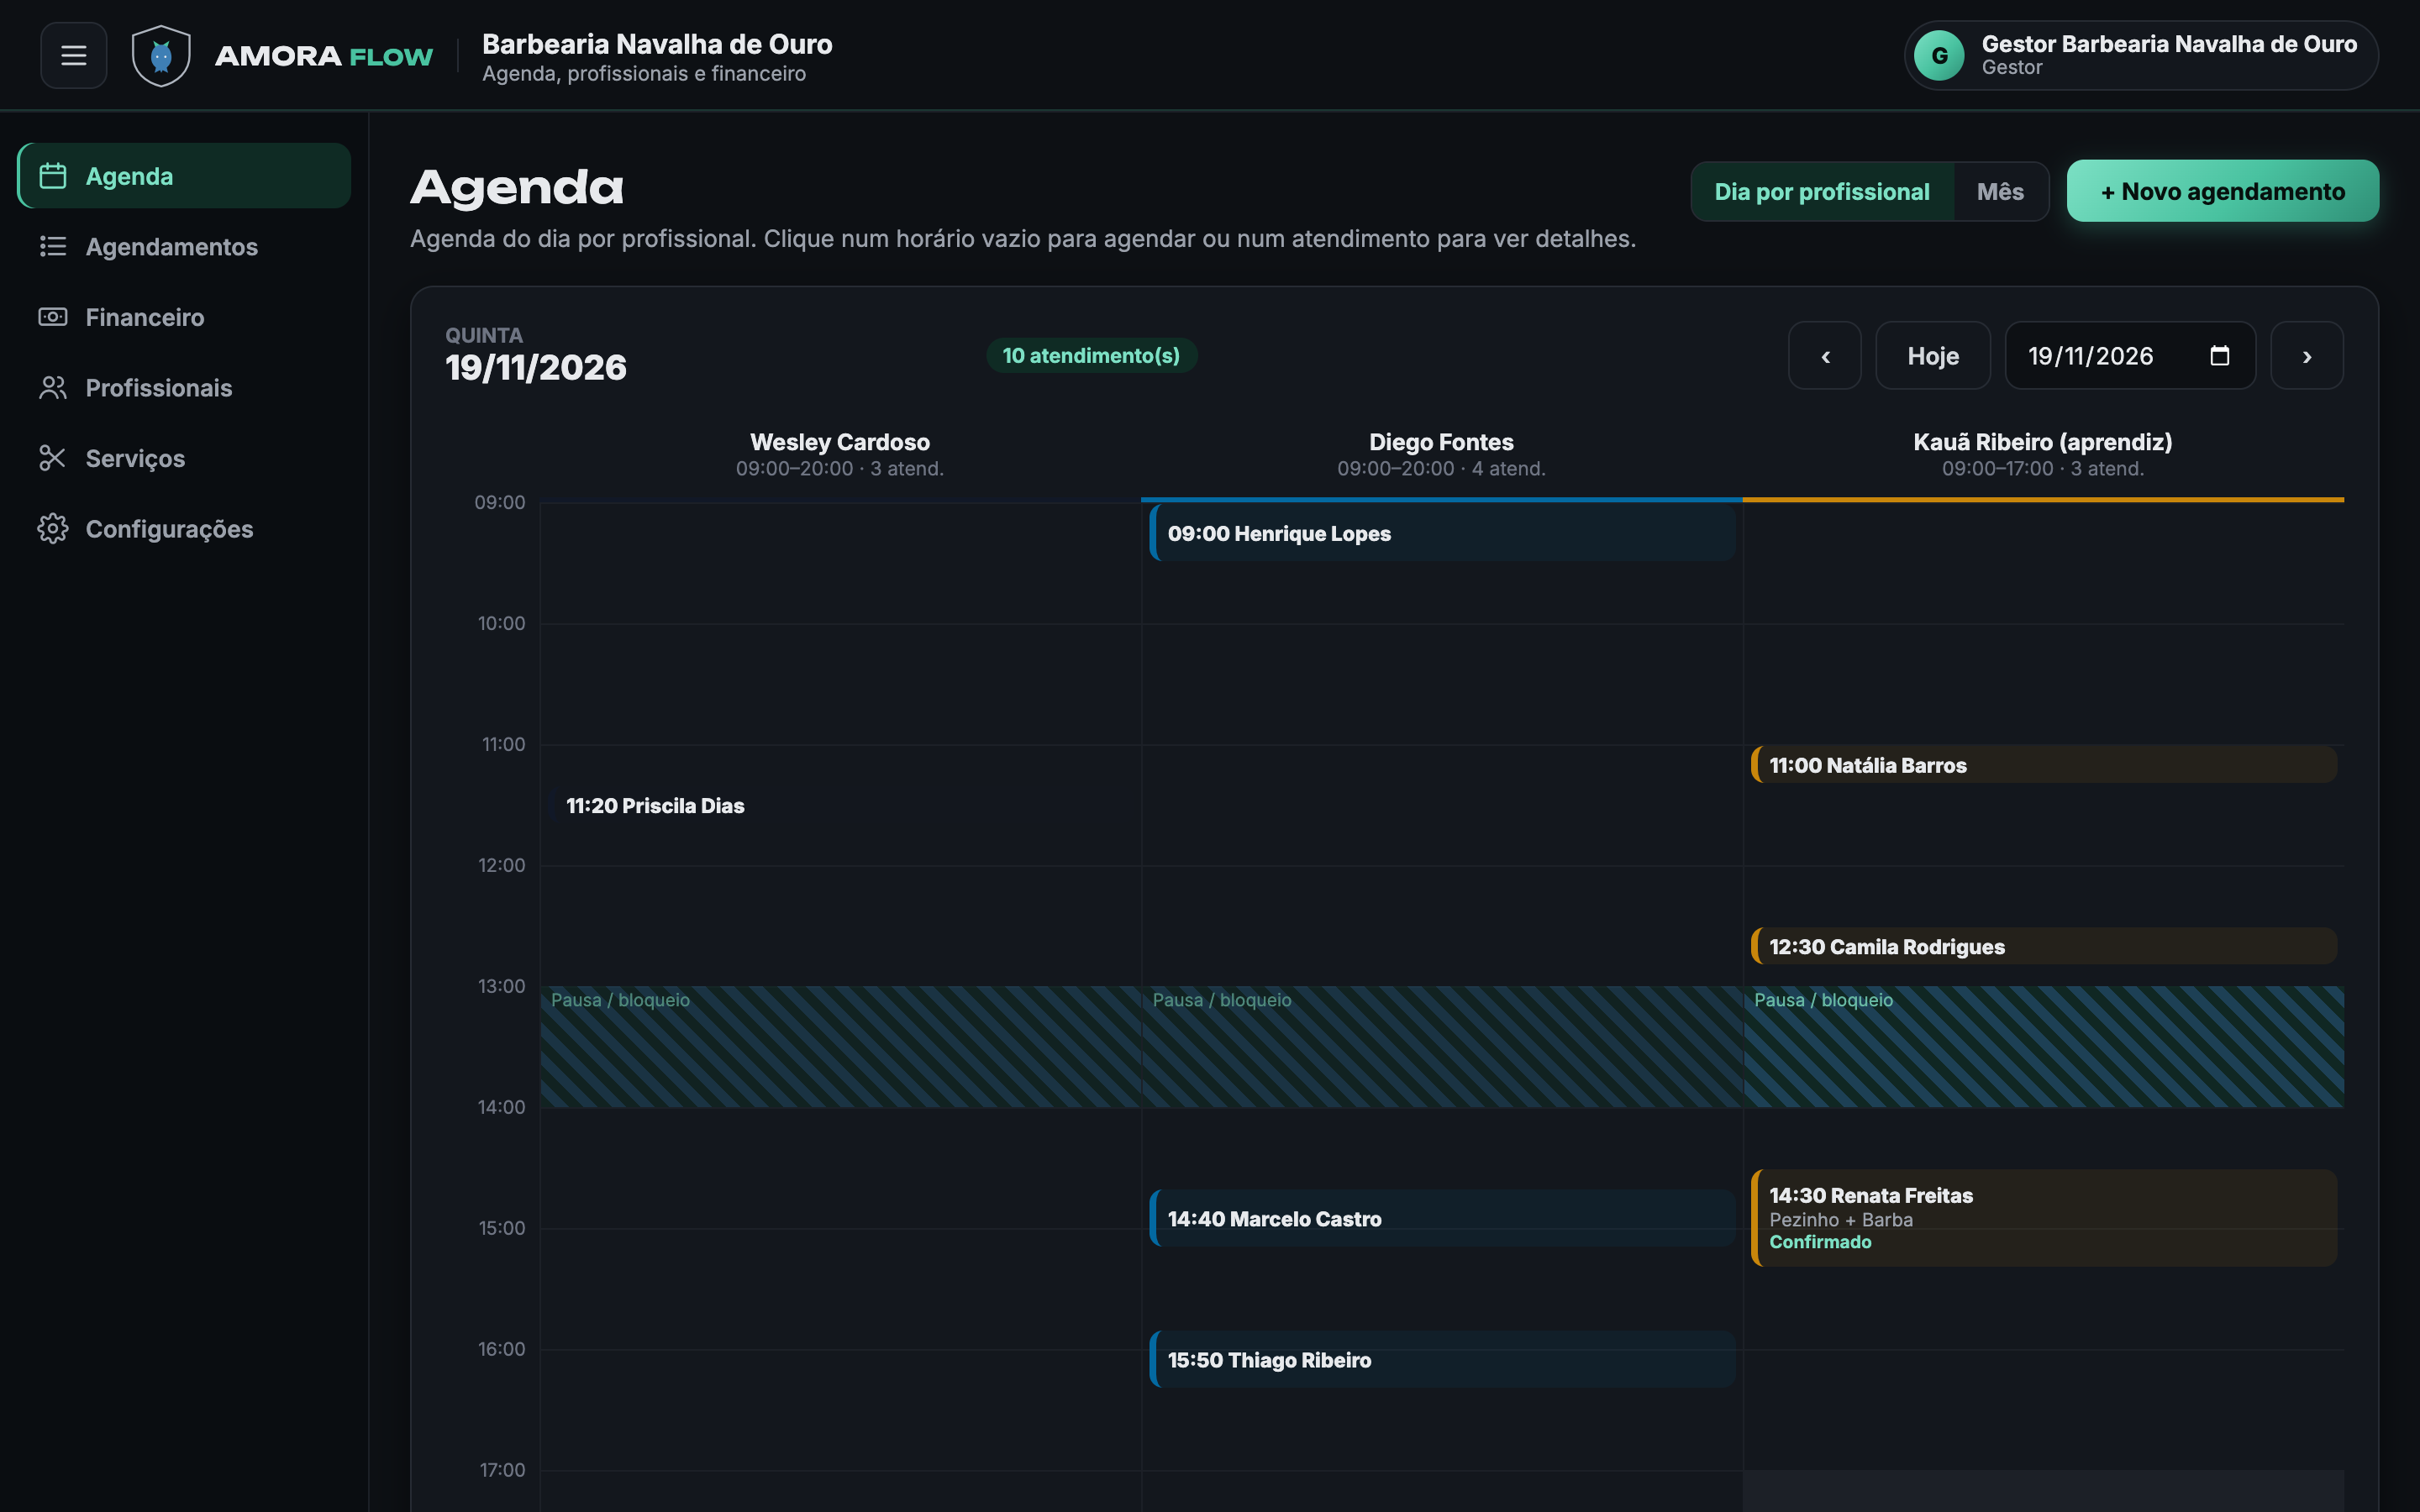 AMORA FLOW
Barbearia Navalha de Ouro
Agenda, profissionais e financeiro
G
Gestor Barbearia Navalha de Ouro
Gestor
Agenda
Agendamentos
Financeiro
Profissionais
Serviços
Configurações
Agenda
Agenda do dia por profissional. Clique num horário vazio para agendar ou num atendimento para ver detalhes.
Dia por profissional
Mês
+ Novo agendamento
QUINTA
19/11/2026
10 atendimento(s)
‹
Hoje
19/11/2026
›
Wesley Cardoso
09:00–20:00 · 3 atend.
Diego Fontes
09:00–20:00 · 4 atend.
Kauã Ribeiro (aprendiz)
09:00–17:00 · 3 atend.
09:00
09:00 Henrique Lopes
10:00
11:00
11:00 Natália Barros
11:20 Priscila Dias
12:00
12:30 Camila Rodrigues
13:00
Pausa / bloqueio
Pausa / bloqueio
Pausa / bloqueio
14:00
14:30 Renata Freitas
Pezinho + Barba
Confirmado
14:40 Marcelo Castro
15:00
15:50 Thiago Ribeiro
16:00
17:00